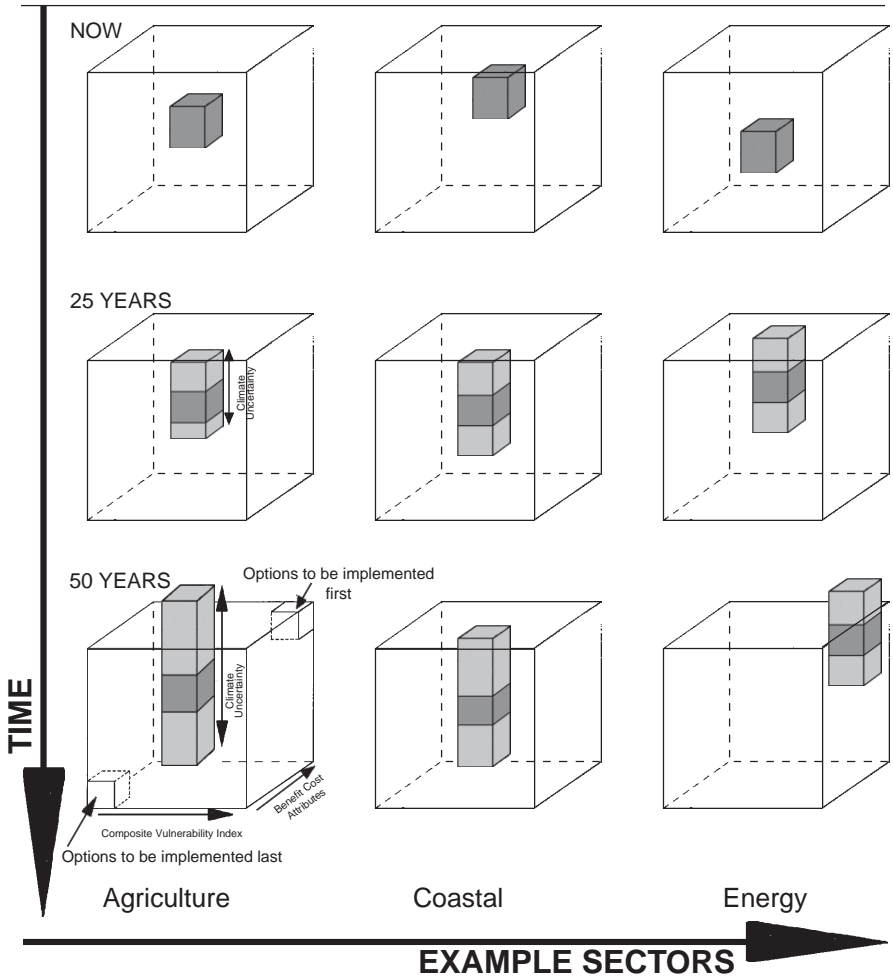 NOW
25 YEARS
Climate
Uncertainty
50 YEARS
Options to be implemented
first
Climate
Uncertainty
Benefit Cost
Attributes
Composite Vulnerability Index
Options to be implemented last
TIME
Agriculture
Coastal
Energy
EXAMPLE SECTORS